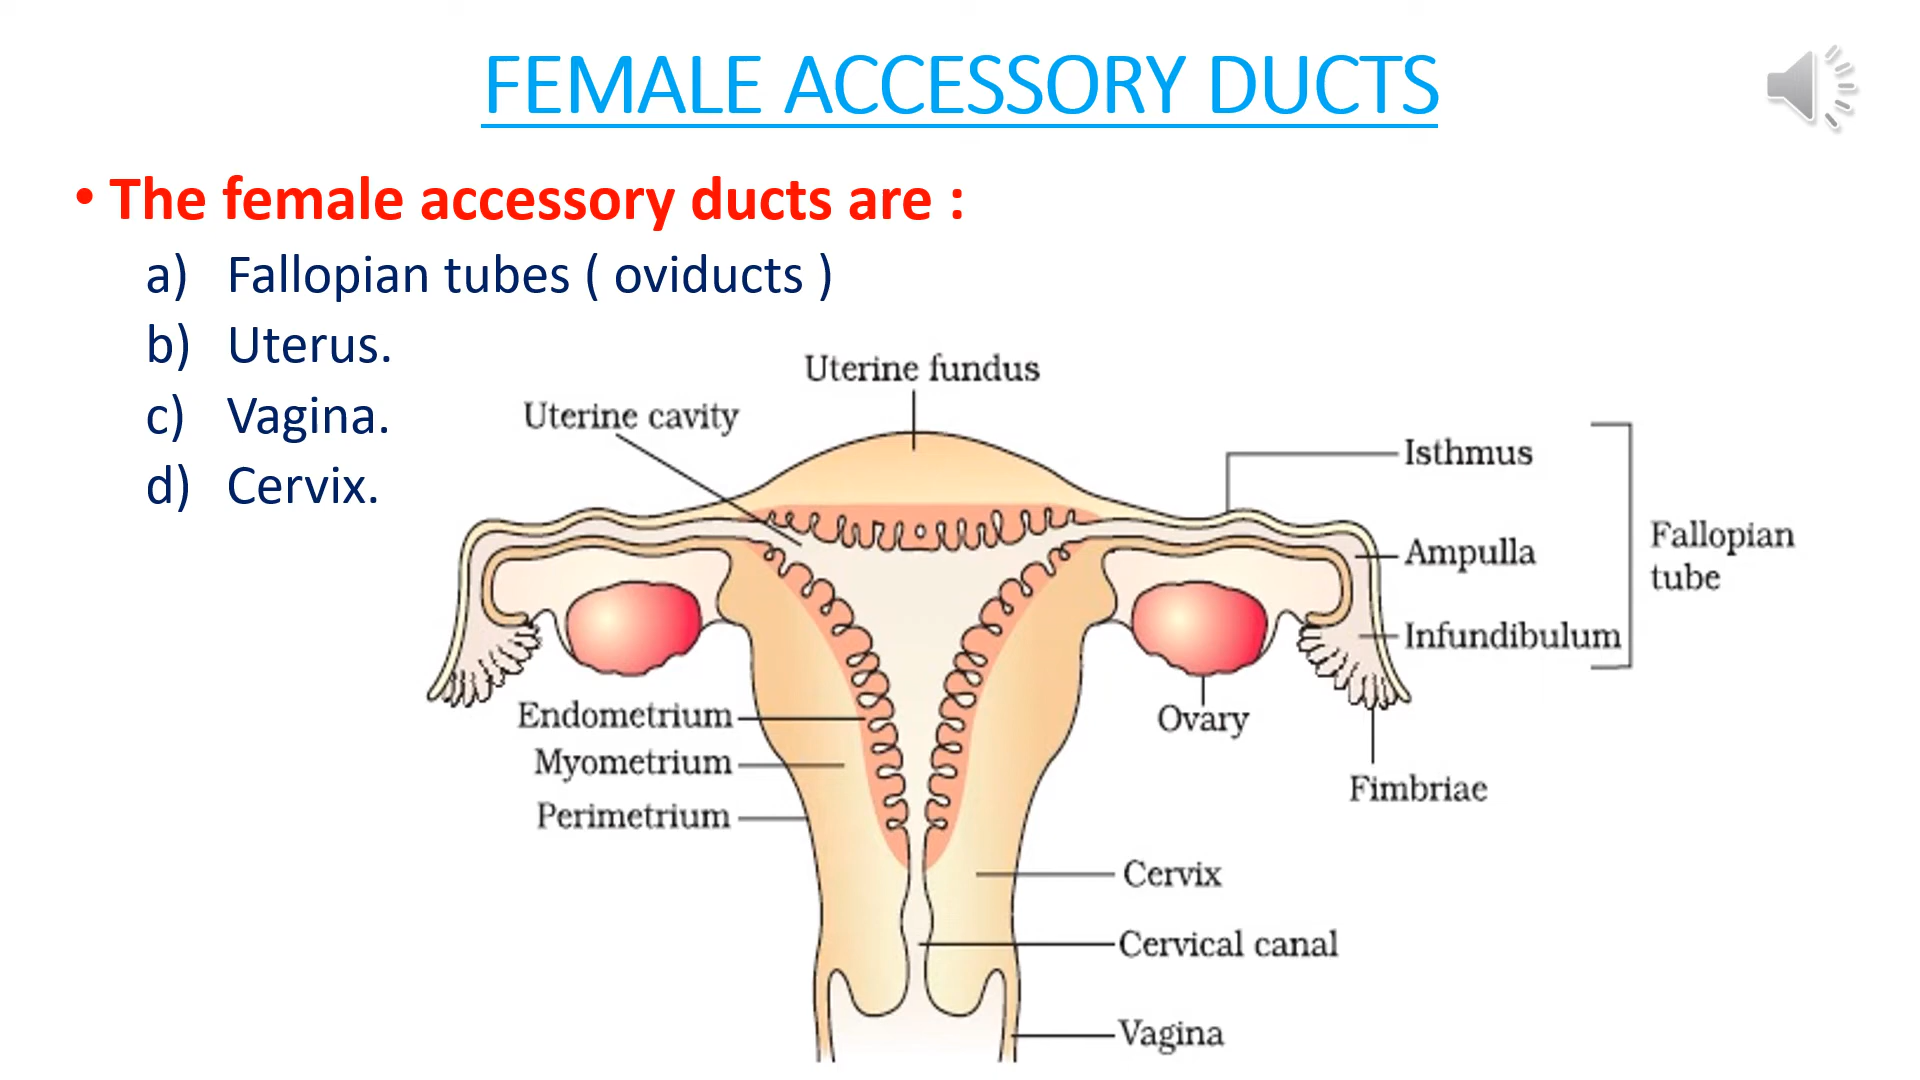 FEMALE ACCESSORY DUCTS
• The female accessory ducts are :
a) Fallopian tubes ( oviducts )
b) Uterus.
c) Vagina.
d) Cervix.
Uterine fundus
Uterine cavity
Isthmus
Ampulla
Infundibulum
Fallopian
tube
Endometrium
Myometrium
Perimetrium
Ovary
Fimbriae
Cervix
Cervical canal
Vagina